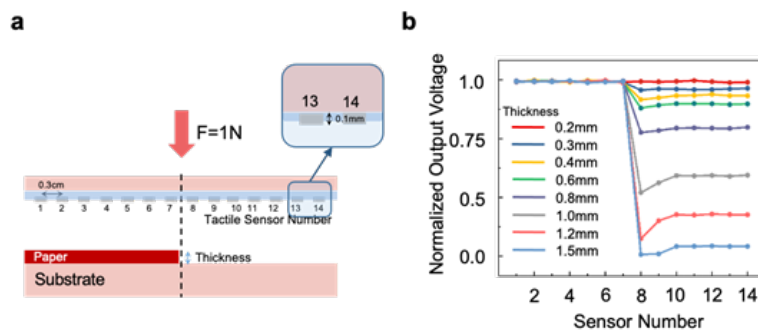 a
13 14
0.1mm
F=1N
0.3cm
1 2 3 4 5 6 7 8 9 10 11 12 13 14
Tactile Sensor Number
Paper
Thickness
Substrate
b
Normalized Output Voltage
1.0
0.75
0.5
0.25
0.0
Thickness
0.2mm
0.3mm
0.4mm
0.6mm
0.8mm
1.0mm
1.2mm
1.5mm
2 4 6 8 10 12 14
Sensor Number